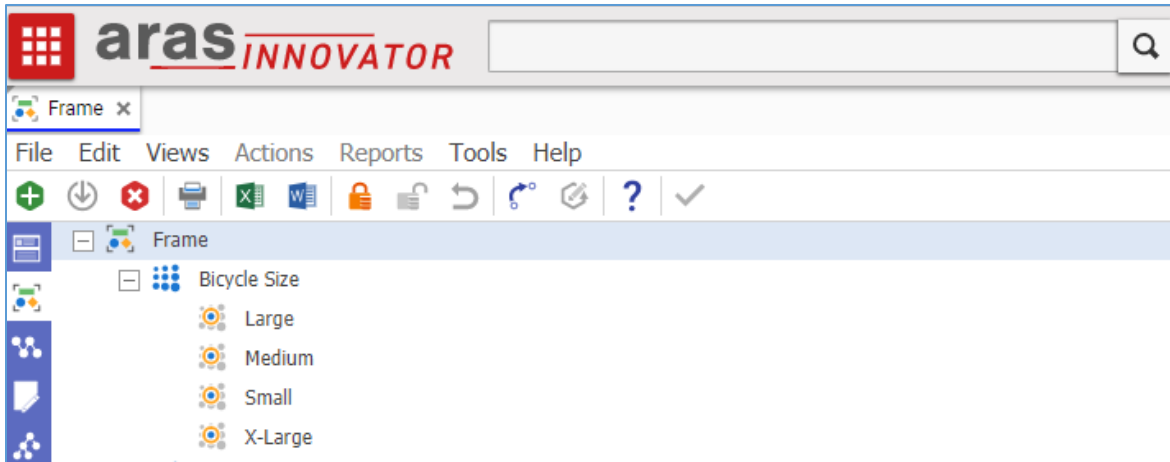 aras INNOVATOR
Frame ×
File Edit Views Actions Reports Tools Help
Frame
Bicycle Size
Large
Medium
Small
X-Large